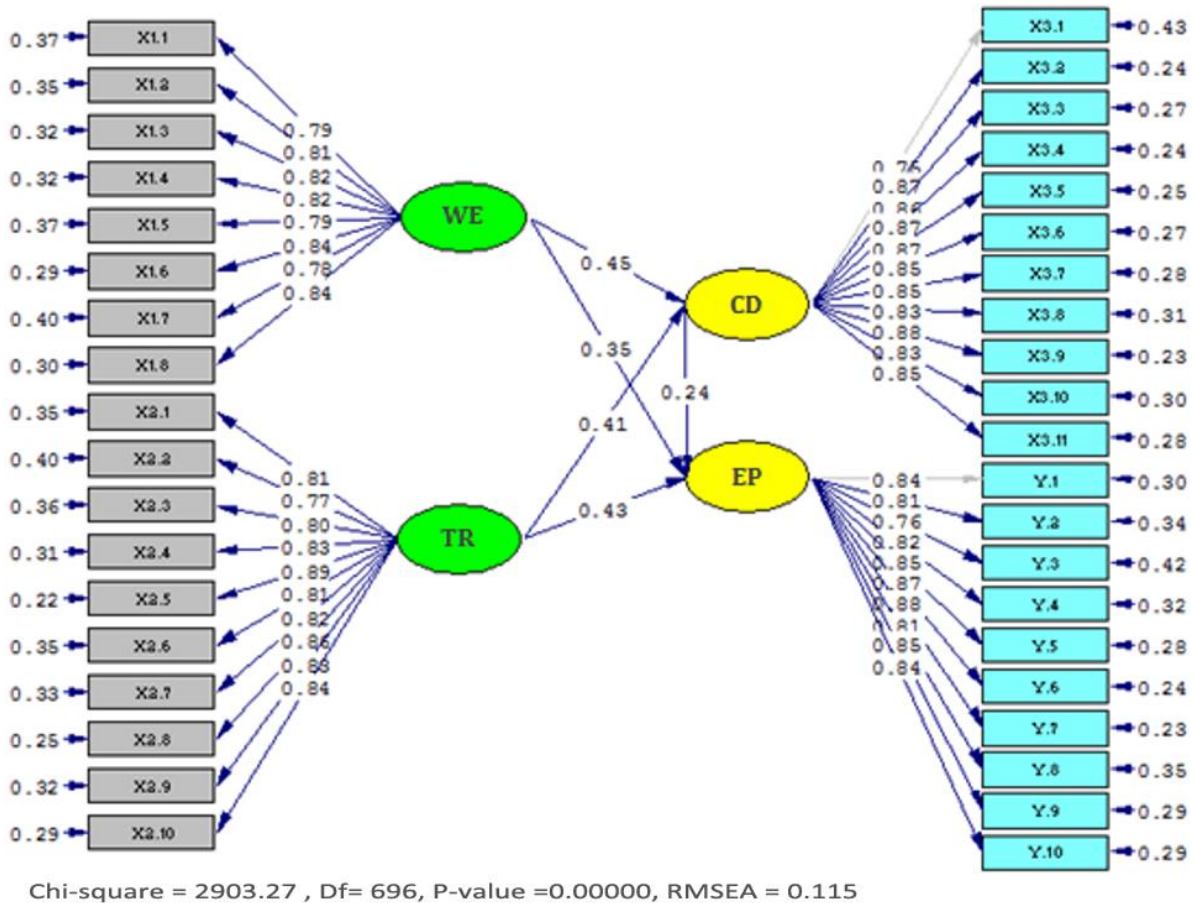 0.37 X1.1
0.35 X1.2
0.32 X1.3
0.32 X1.4
0.37 X1.5
0.29 X1.6
0.40 X1.7
0.30 X1.8
0.35 X2.1
0.40 X2.2
0.36 X2.3
0.31 X2.4
0.22 X2.5
0.35 X2.6
0.33 X2.7
0.25 X2.8
0.32 X2.9
0.29 X2.10
0.79
0.81
0.82
0.82
0.79
0.84
0.78
0.84
0.81
0.77
0.80
0.83
0.89
0.81
0.82
0.86
0.83
0.84
WE
TR
0.45
0.35
0.41
0.24
0.43
CD
EP
0.87
0.86
0.87
0.87
0.85
0.85
0.83
0.88
0.83
0.85
0.84
0.81
0.76
0.82
0.85
0.87
0.88
0.81
0.85
0.84
X3.1 0.43
X3.2 0.24
X3.3 0.27
X3.4 0.24
X3.5 0.25
X3.6 0.27
X3.7 0.28
X3.8 0.31
X3.9 0.23
X3.10 0.30
X3.11 0.28
Y.1 0.30
Y.2 0.34
Y.3 0.42
Y.4 0.32
Y.5 0.28
Y.6 0.24
Y.7 0.23
Y.8 0.35
Y.9 0.29
Y.10 0.29
Chi-square = 2903.27 , Df= 696, P-value =0.00000, RMSEA = 0.115